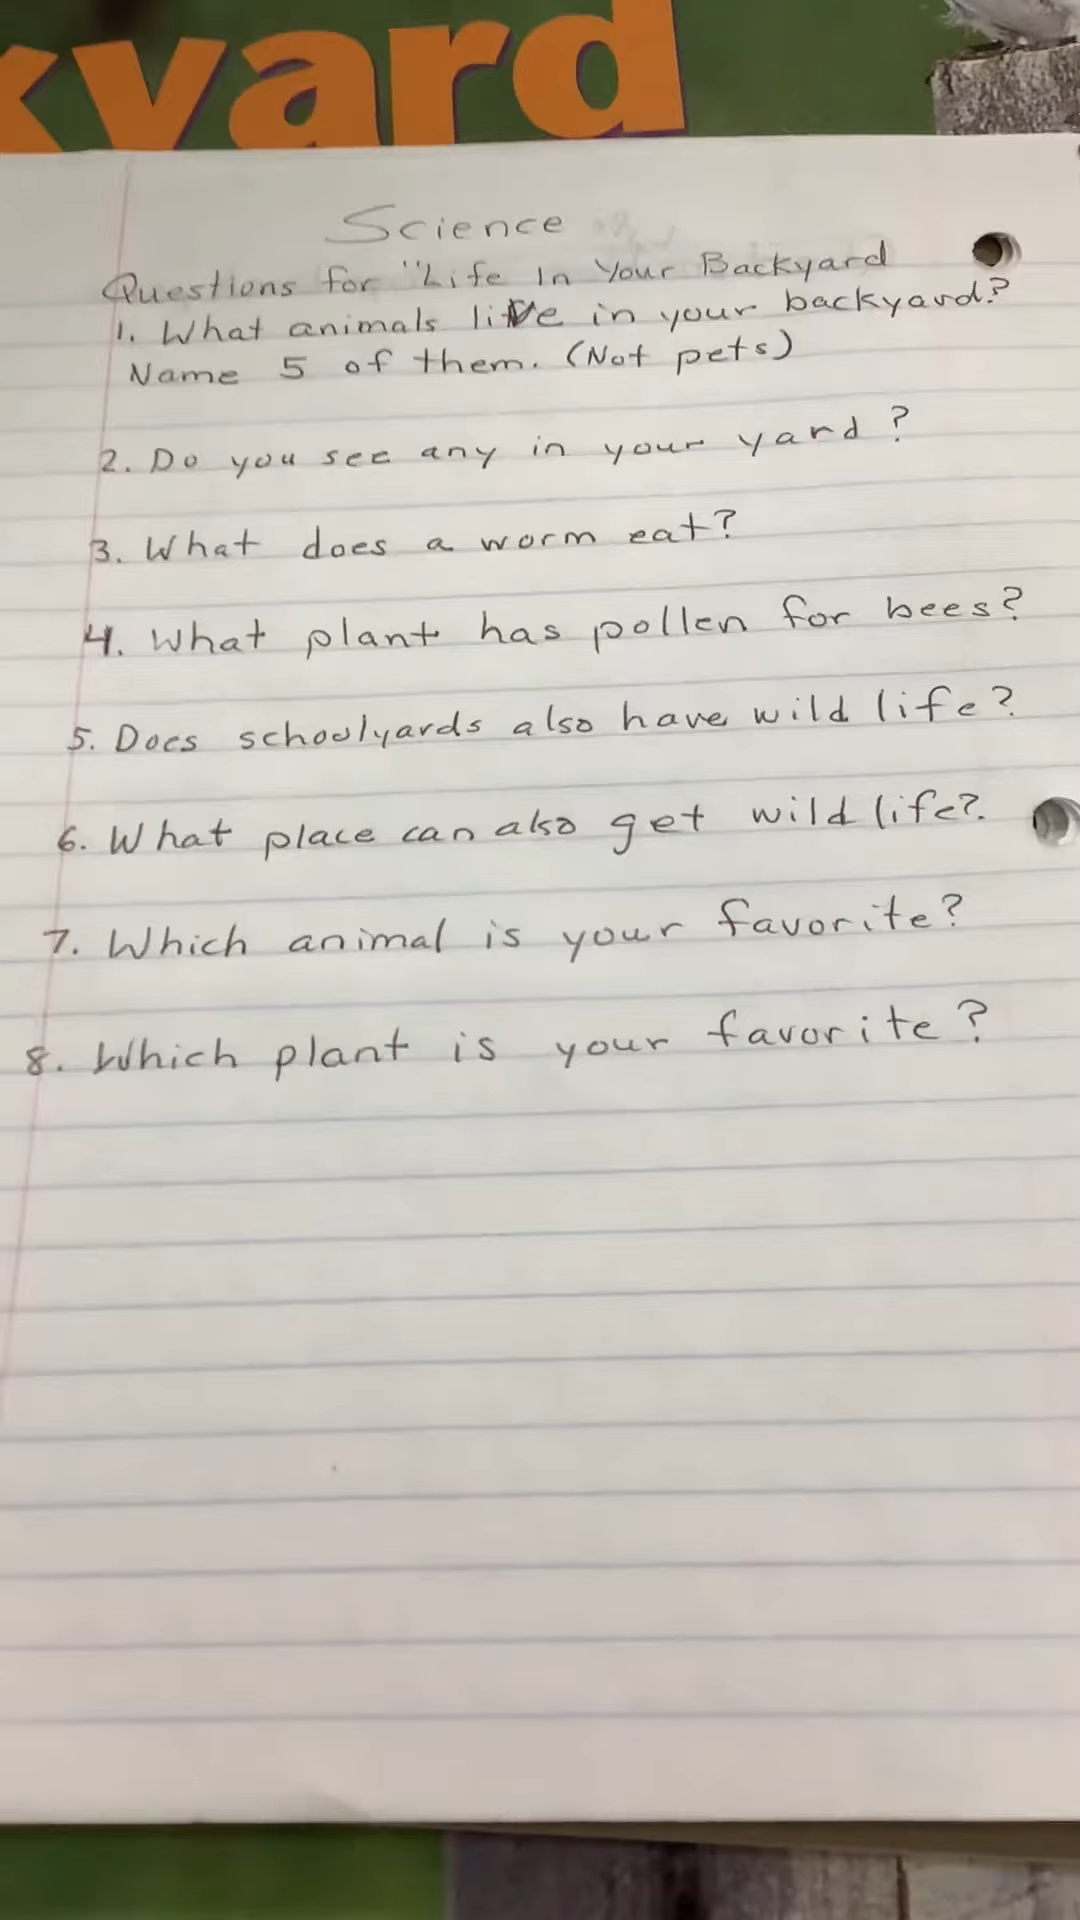 kyard
Science
Questions for "Life In Your Backyard
1. What animals live in your backyard?
Name 5 of them. (Not pets)
2. Do you see any in your yard?
3. What does a worm eat?
4. What plant has pollen for bees?
5. Does schoolyards also have wild life?
6. What place can also get wild life?
7. Which animal is your favorite?
8. Which plant is your favorite?